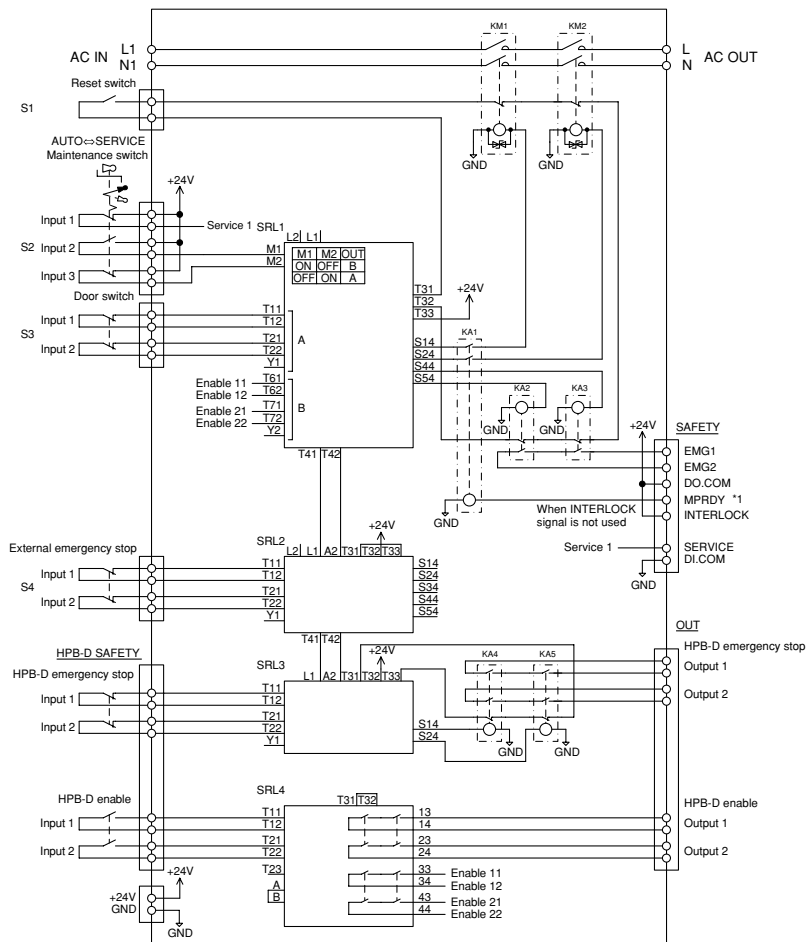 KM1 KM2
AC IN L1 L AC OUT
N1 N
Reset switch
S1
GND GND
AUTO⇔SERVICE
Maintenance switch
+24V
Input 1
Service 1
S2 Input 2
Input 3
SRL1
L2 L1
M1
M2
M1 M2 OUT
ON OFF B
OFF ON A
T31
T32
T33
+24V
Door switch
S3
Input 1
Input 2
T11
T12
T21
T22
Y1
A
KA1
S14
S24
S44
S54
Enable 11 T61
Enable 12 T62
Enable 21 T71
Enable 22 T72
Y2
B
KA2 KA3
GND GND
T41 T42
SAFETY
+24V
EMG1
EMG2
DO.COM
MPRDY *1
INTERLOCK
When INTERLOCK
signal is not used
GND
Service 1 SERVICE
DI.COM
GND
SRL2
+24V
L2 L1 A2 T31 T32 T33
External emergency stop
Input 1
S4
Input 2
T11
T12
T21
T22
Y1
S14
S24
S34
S44
S54
T41 T42
OUT
HPB-D emergency stop
Output 1
Output 2
HPB-D SAFETY
HPB-D emergency stop
Input 1
Input 2
SRL3
+24V
L1 A2 T31 T32 T33
KA4 KA5
T11
T12
T21
T22
Y1
S14
S24
GND GND
SRL4
T31 T32
HPB-D enable
Input 1
Input 2
T11
T12
T21
T22
T23
A
B
13
14
23
24
33 Enable 11
34 Enable 12
43 Enable 21
44 Enable 22
HPB-D enable
Output 1
Output 2
+24V
GND
+24V
GND